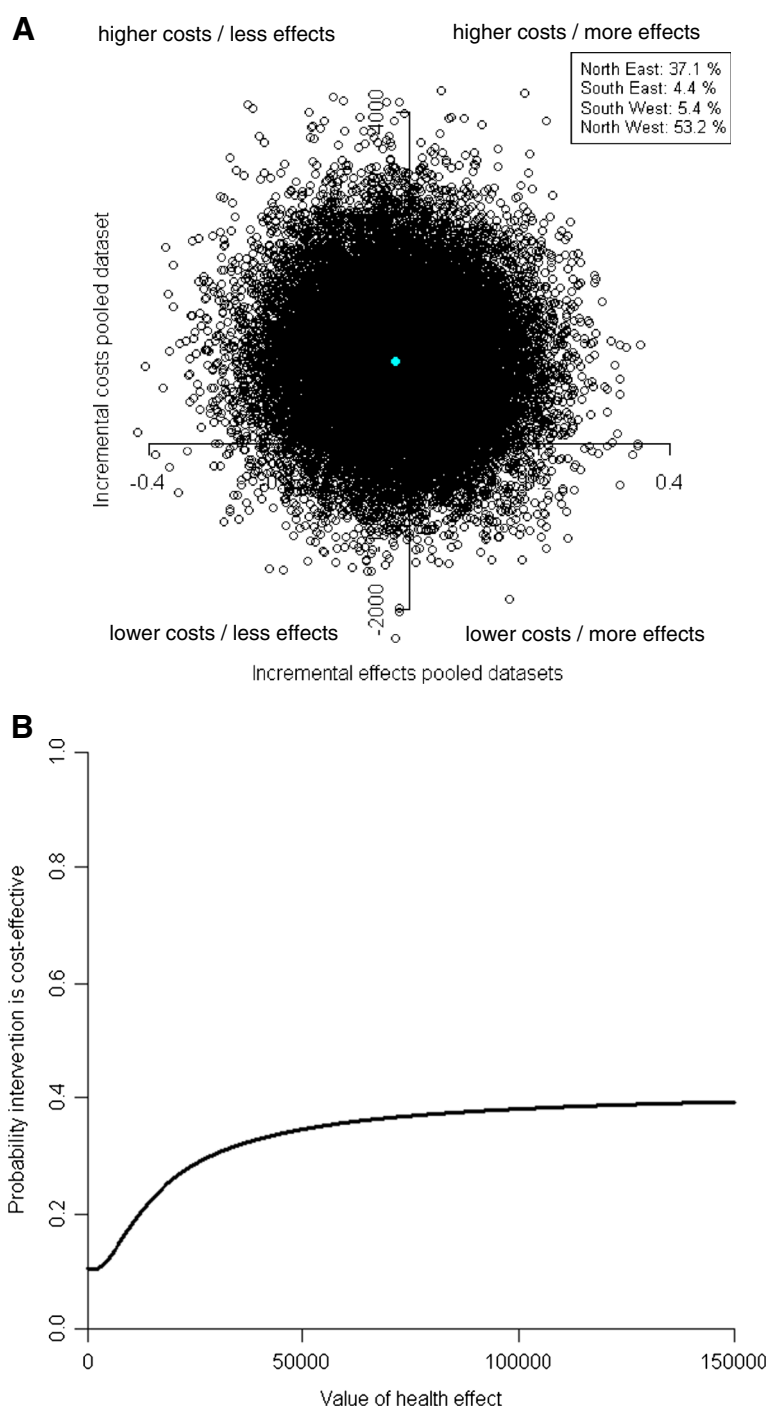 A
higher costs / less effects
higher costs / more effects
North East: 37.1 %
South East: 4.4 %
South West: 5.4 %
North West: 53.2 %
4000
Incremental costs pooled dataset
-0.4
0.4
-2000
lower costs / less effects
lower costs / more effects
Incremental effects pooled datasets
B
1.0
0.8
0.6
0.4
0.2
0.0
Probability intervention is cost-effective
0
50000
100000
150000
Value of health effect